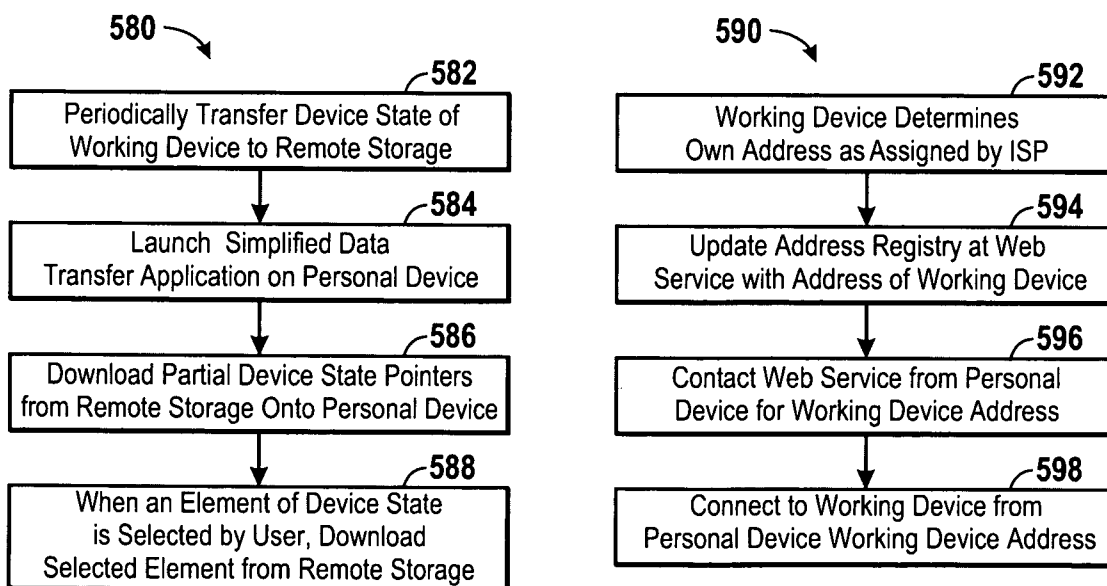 580
582
Periodically Transfer Device State of
Working Device to Remote Storage
584
Launch Simplified Data
Transfer Application on Personal Device
586
Download Partial Device State Pointers
from Remote Storage Onto Personal Device
588
When an Element of Device State
is Selected by User, Download
Selected Element from Remote Storage
590
592
Working Device Determines
Own Address as Assigned by ISP
594
Update Address Registry at Web
Service with Address of Working Device
596
Contact Web Service from Personal
Device for Working Device Address
598
Connect to Working Device from
Personal Device Working Device Address